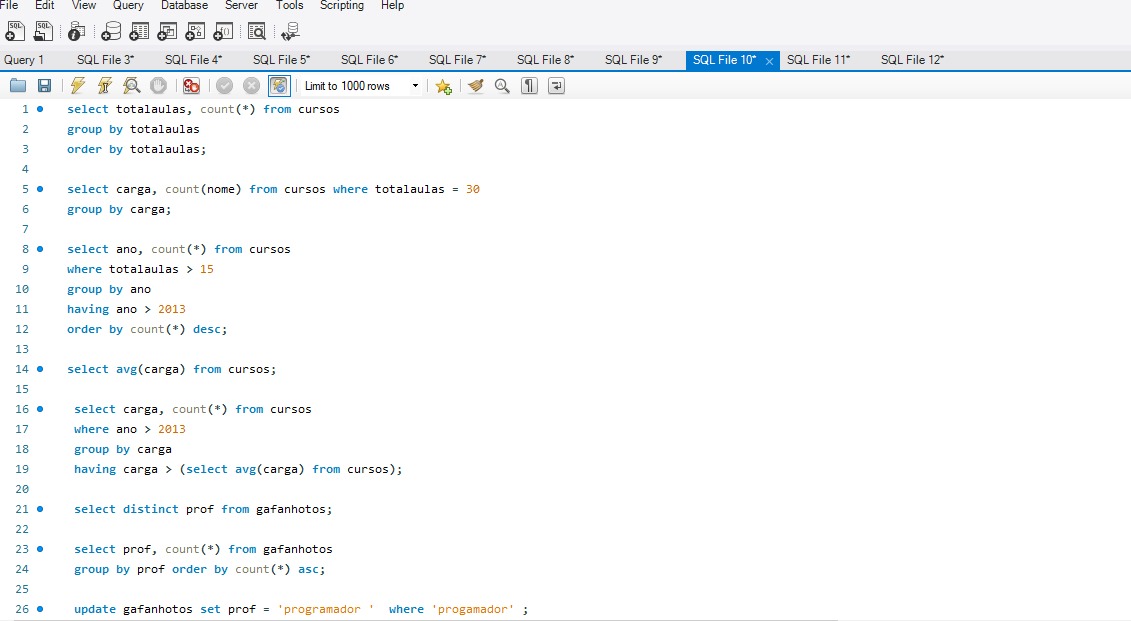 File Edit View Query Database Server Tools Scripting Help
SQL SQL
Query 1 SQL File 3* SQL File 4* SQL File 5* SQL File 6* SQL File 7* SQL File 8* SQL File 9* SQL File 10* × SQL File 11* SQL File 12*
Limit to 1000 rows
1 select totalaulas, count(*) from cursos
2 group by totalaulas
3 order by totalaulas;
4
5 select carga, count(nome) from cursos where totalaulas = 30
6 group by carga;
7
8 select ano, count(*) from cursos
9 where totalaulas > 15
10 group by ano
11 having ano > 2013
12 order by count(*) desc;
13
14 select avg(carga) from cursos;
15
16 select carga, count(*) from cursos
17 where ano > 2013
18 group by carga
19 having carga > (select avg(carga) from cursos);
20
21 select distinct prof from gafanhotos;
22
23 select prof, count(*) from gafanhotos
24 group by prof order by count(*) asc;
25
26 update gafanhotos set prof = 'programador '  where 'progamador' ;